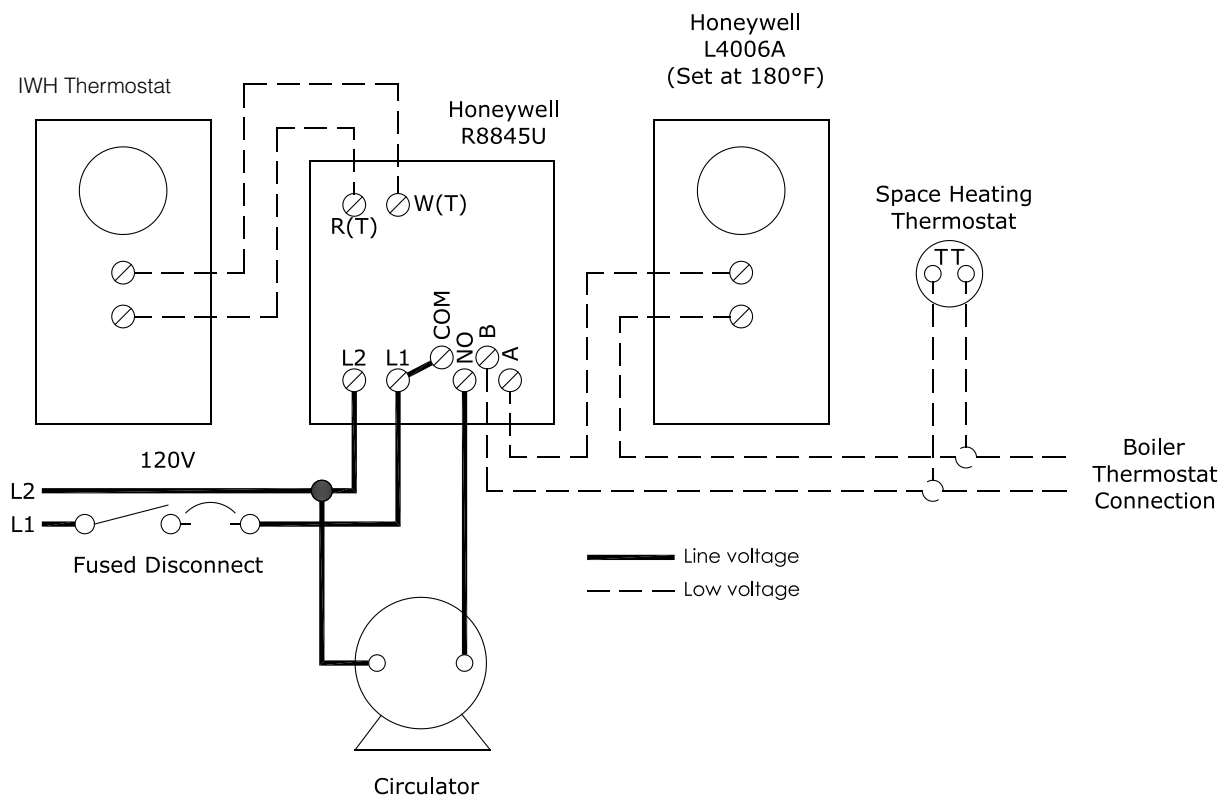 Honeywell
L4006A
(Set at 180°F)
IWH Thermostat
Honeywell
R8845U
Space Heating
Thermostat
R(T)
W(T)
T T
L2
L1
COM
NO
B
A
120V
L2
L1
Fused Disconnect
Boiler
Thermostat
Connection
Line voltage
Low voltage
Circulator